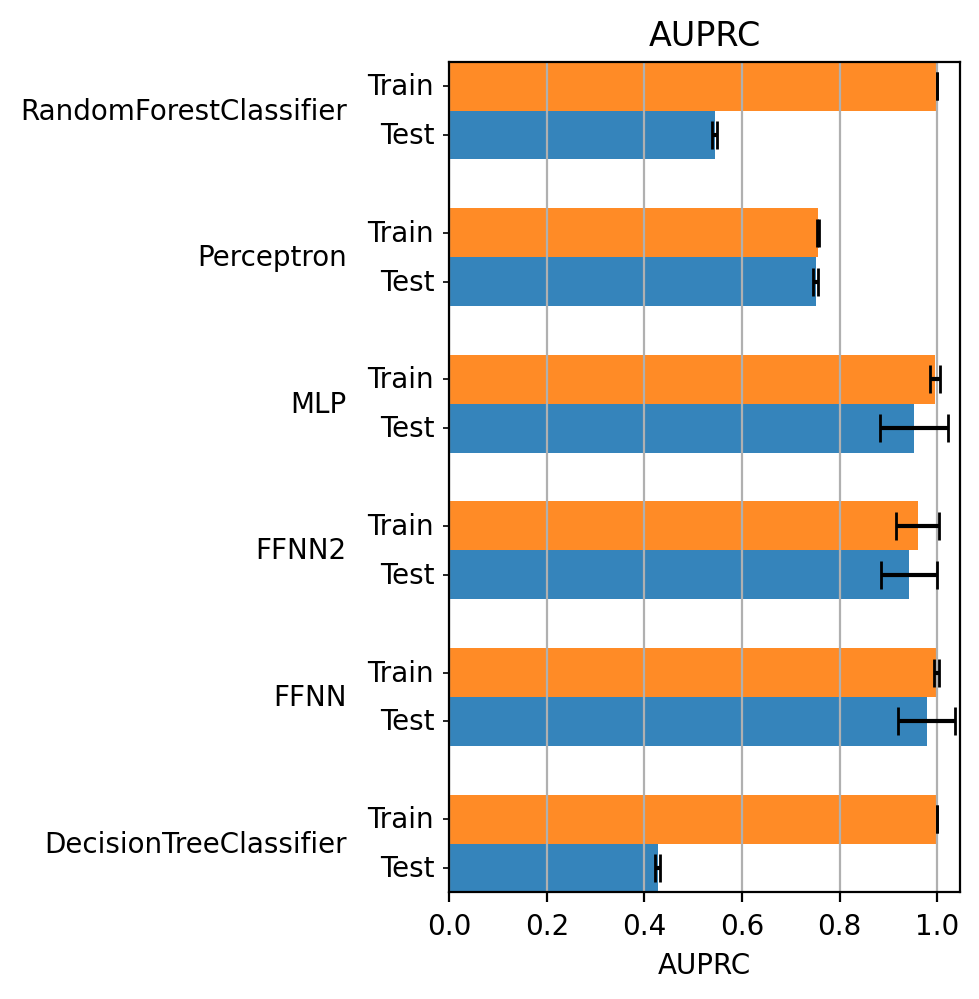 AUPRC
RandomForestClassifier
Train
Test
Perceptron
Train
Test
MLP
Train
Test
FFNN2
Train
Test
FFNN
Train
Test
DecisionTreeClassifier
Train
Test
0.0 0.2 0.4 0.6 0.8 1.0
AUPRC